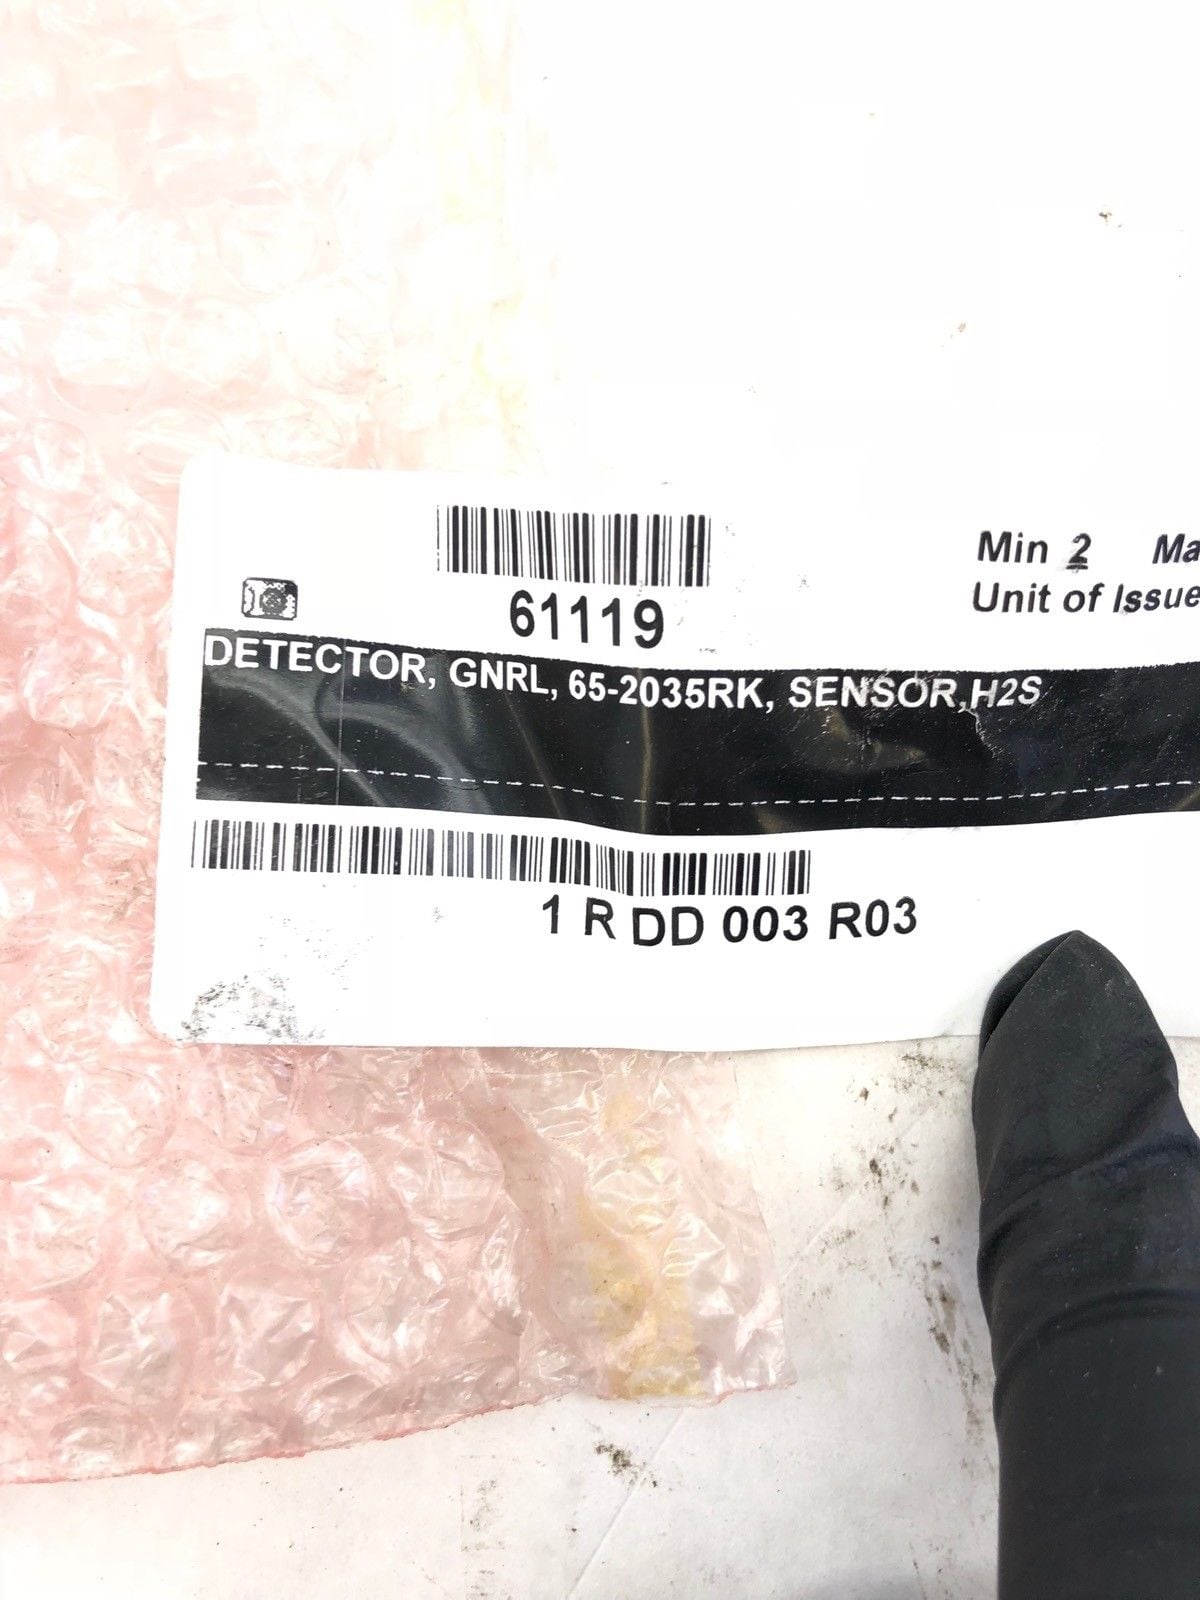 Min 2 Ma
Unit of Issue
61119
DETECTOR, GNRL, 65-2035RK, SENSOR,H2S
1 R DD 003 R03